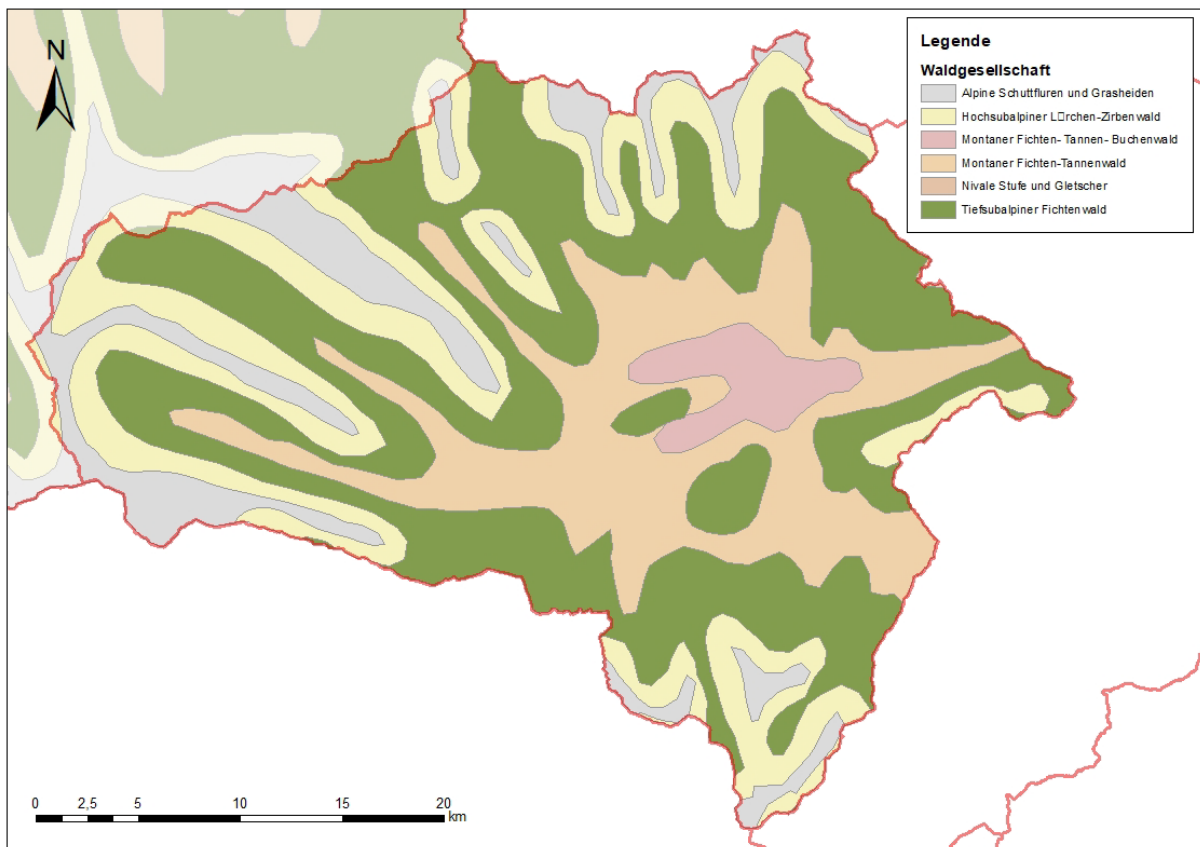 N
Legende
Waldgesellschaft
Alpine Schuttfluren und Grasheiden
Hochsubalpiner L□rchen-Zirbenwald
Montaner Fichten- Tannen- Buchenwald
Montaner Fichten-Tannenwald
Nivale Stufe und Gletscher
Tiefsubalpiner Fichtenwald
0 2,5 5 10 15 20
km